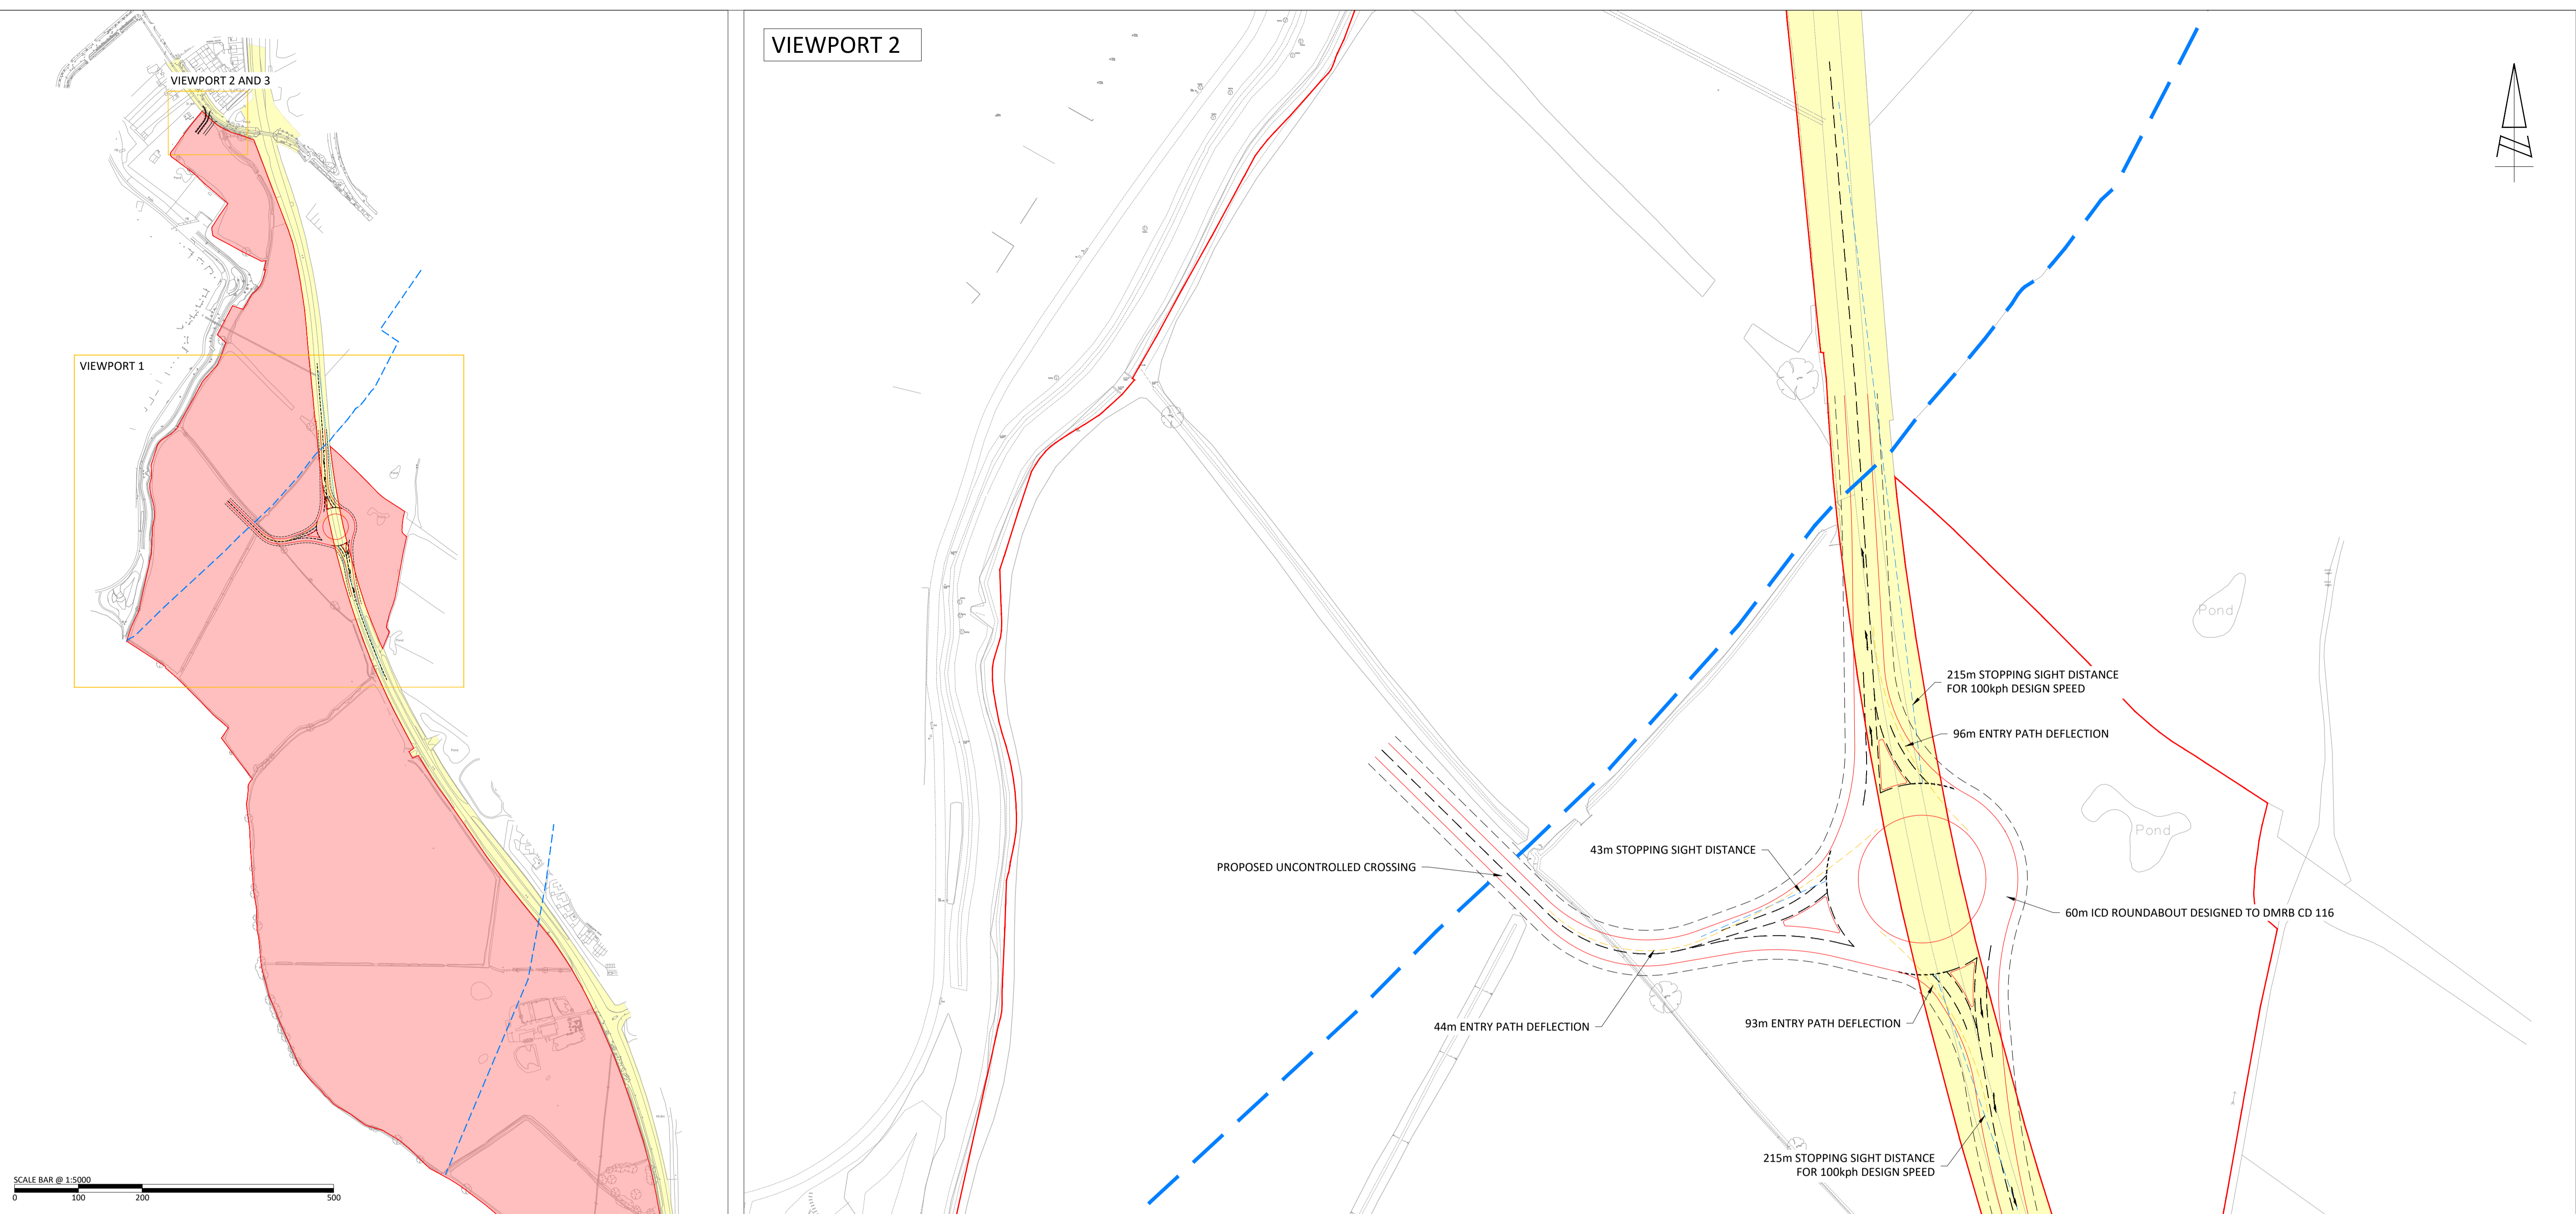 VIEWPORT 2 AND 3
VIEWPORT 1
Pond
Pond
Pond
SCALE BAR @ 1:5000
0 100 200 500
VIEWPORT 2
N
215m STOPPING SIGHT DISTANCE
FOR 100kph DESIGN SPEED
96m ENTRY PATH DEFLECTION
43m STOPPING SIGHT DISTANCE
PROPOSED UNCONTROLLED CROSSING
60m ICD ROUNDABOUT DESIGNED TO DMRB CD 116
44m ENTRY PATH DEFLECTION
93m ENTRY PATH DEFLECTION
215m STOPPING SIGHT DISTANCE
FOR 100kph DESIGN SPEED
Pond
Pond